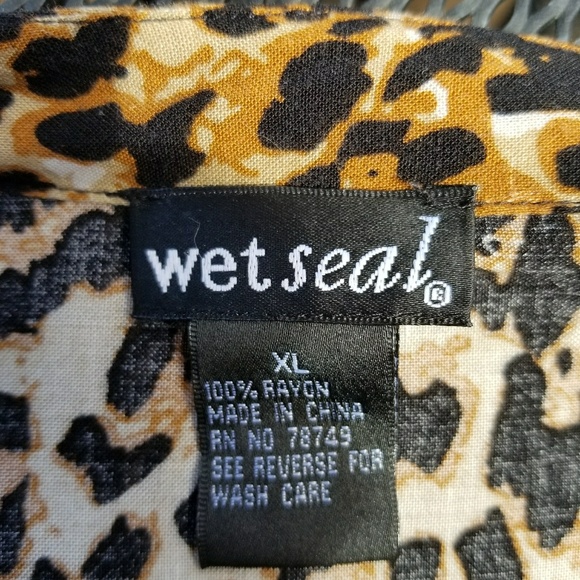 wet seal®
XL
100% RAYON
MADE IN CHINA
RN NO 78749
SEE REVERSE FOR
WASH CARE